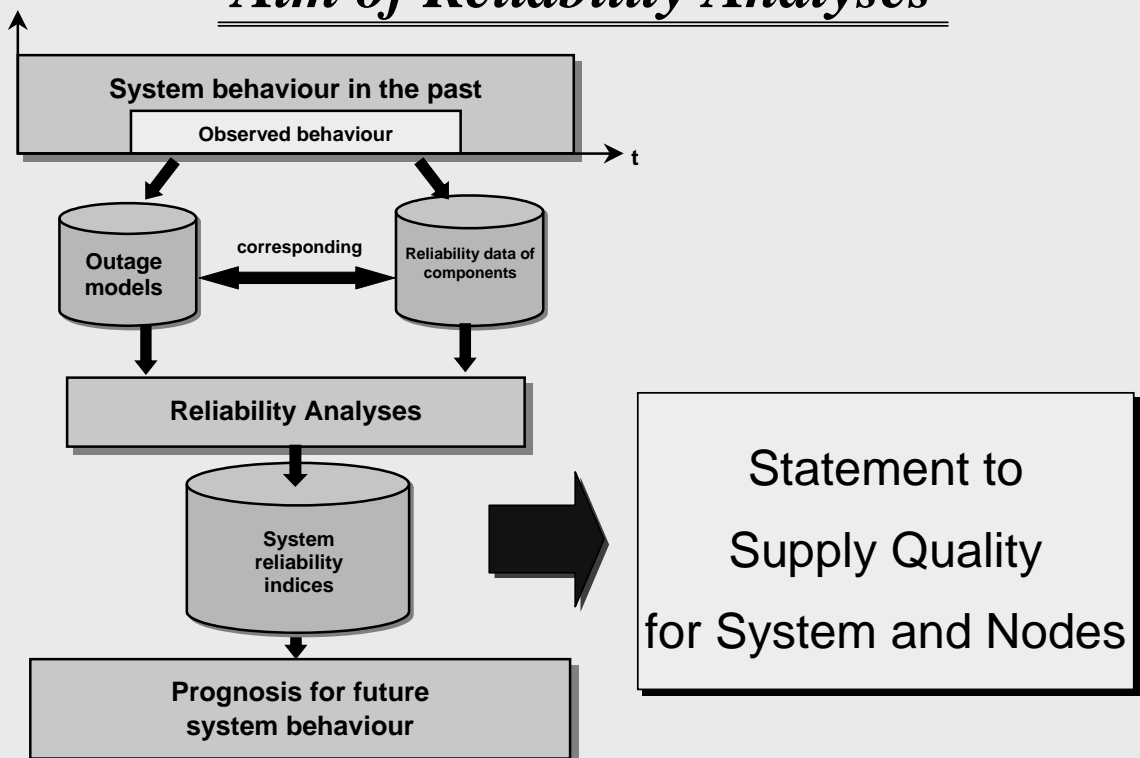 Aim of Reliability Analyses
System behaviour in the past
Observed behaviour
t
Outage
models
corresponding
Reliability data of
components
Reliability Analyses
System
reliability
indices
Statement to
Supply Quality
for System and Nodes
Prognosis for future
system behaviour